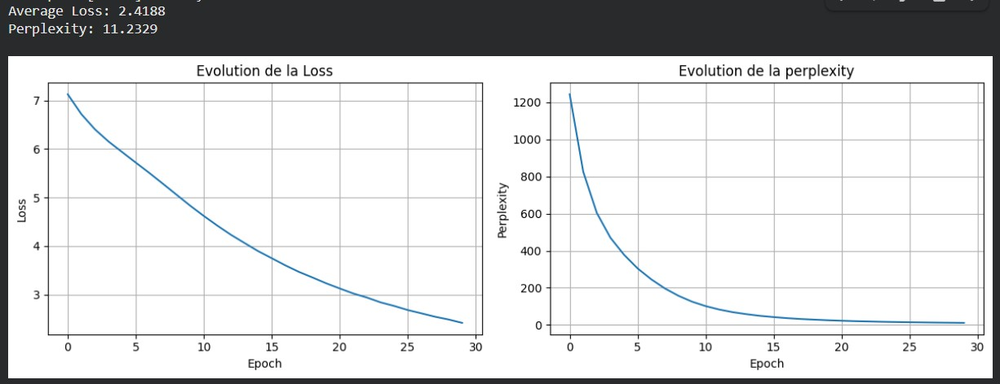 Average Loss: 2.4188
Perplexity: 11.2329
Evolution de la Loss
7
6
5
4
3
Loss
0 5 10 15 20 25 30
Epoch
Evolution de la perplexity
1200
1000
800
600
400
200
0
Perplexity
0 5 10 15 20 25 30
Epoch